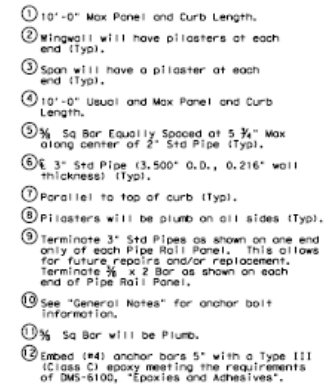 ① 10'-0" Max Panel and Curb Length.
② Wingwall will have pilasters at each
end (Typ).
③ Span will have a pilaster at each
end (Typ).
④ 10'-0" Usual and Max Panel and Curb
Length.
⑤ ⅝ Sq Bar Equally Spaced at 5 ¾" Max
along center of 2" Std Pipe (Typ).
⑥ ℄ 3" Std Pipe (3.500" O.D., 0.216" wall
thickness) (Typ).
⑦ Parallel to top of curb (Typ).
⑧ Pilasters will be plumb on all sides (Typ).
⑨ Terminate 3" Std Pipes as shown on one end
only of each Pipe Rail Panel. This allows
for future repairs and/or replacement.
Terminate ⅝ x 2 Bar as shown on each
end of Pipe Rail Panel.
⑩ See "General Notes" for anchor bolt
information.
⑪ ⅝ Sq Bar will be Plumb.
⑫ Embed (#4) anchor bars 5" with a Type III
(Class C) epoxy meeting the requirements
of DMS-6100, "Epoxies and Adhesives".